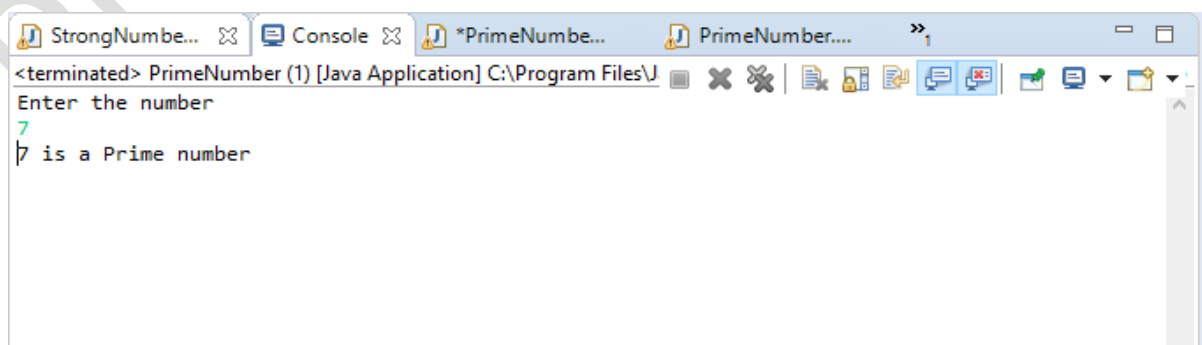 StrongNumbe... Console *PrimeNumbe... PrimeNumber.... »1
<terminated> PrimeNumber (1) [Java Application] C:\Program Files\J
Enter the number
7
7 is a Prime number